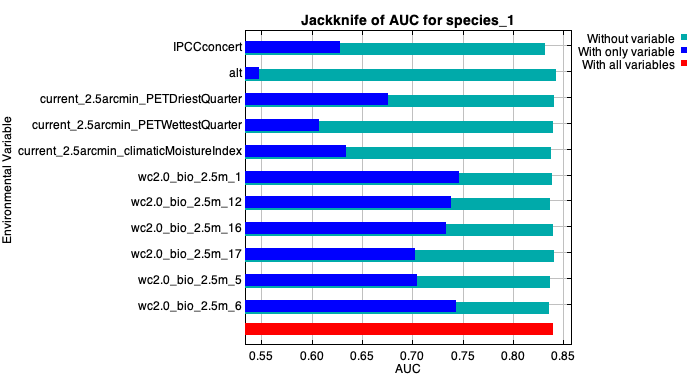 Jackknife of AUC for species_1
Without variable
With only variable
With all variables
Environmental Variable
IPCCconcert
alt
current_2.5arcmin_PETDriestQuarter
current_2.5arcmin_PETWettestQuarter
current_2.5arcmin_climaticMoistureIndex
wc2.0_bio_2.5m_1
wc2.0_bio_2.5m_12
wc2.0_bio_2.5m_16
wc2.0_bio_2.5m_17
wc2.0_bio_2.5m_5
wc2.0_bio_2.5m_6
0.55 0.60 0.65 0.70 0.75 0.80 0.85
AUC